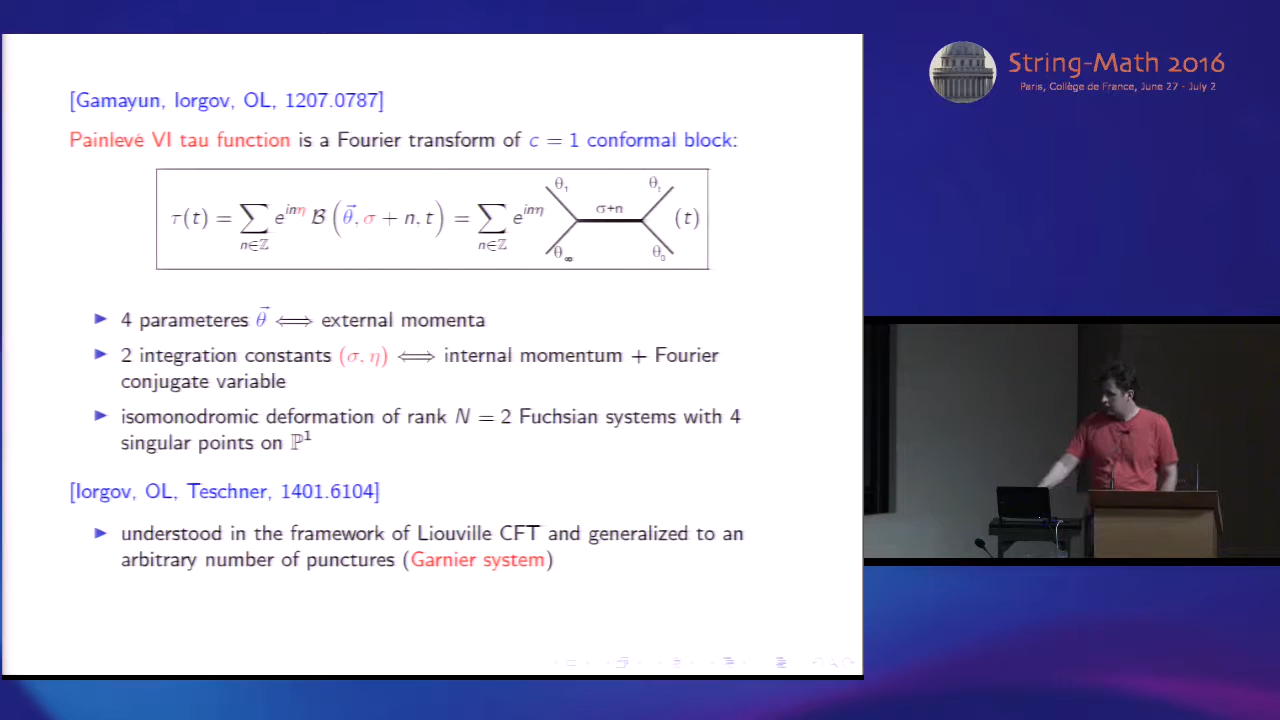 [Gamayun, Iorgov, OL, 1207.0787]
Painlevé VI tau function is a Fourier transform of c = 1 conformal block:
τ(t) = ∑_{n∈ℤ} e^{inη} ℬ(θ⃗, σ + n, t) = ∑_{n∈ℤ} e^{inη} θ₁ θ∞ σ+n θₜ θ₀ (t)
▶ 4 parameteres θ⃗ ⟺ external momenta
▶ 2 integration constants (σ, η) ⟺ internal momentum + Fourier
conjugate variable
▶ isomonodromic deformation of rank N = 2 Fuchsian systems with 4
singular points on ℙ¹
[Iorgov, OL, Teschner, 1401.6104]
▶ understood in the framework of Liouville CFT and generalized to an
arbitrary number of punctures (Garnier system)
String-Math 2016
Paris, Collège de France, June 27 - July 2